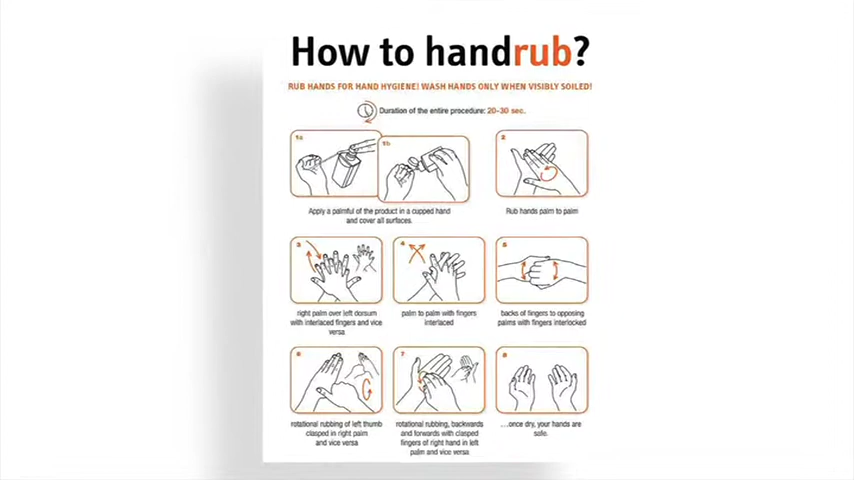 How to handrub?
RUB HANDS FOR HAND HYGIENE! WASH HANDS ONLY WHEN VISIBLY SOILED!
Duration of the entire procedure: 20-30 sec.
1a
1b
2
Apply a palmful of the product in a cupped hand
and cover all surfaces.
Rub hands palm to palm
3
4
5
right palm over left dorsum
with interlaced fingers and vice
versa
palm to palm with fingers
interlaced
backs of fingers to opposing
palms with fingers interlocked
6
7
8
rotational rubbing of left thumb
clasped in right palm
and vice versa
rotational rubbing, backwards
and forwards with clasped
fingers of right hand in left
palm and vice versa
...once dry, your hands are
safe.